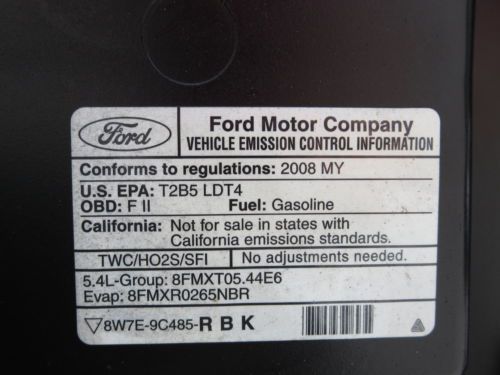 Ford
Ford Motor Company
VEHICLE EMISSION CONTROL INFORMATION
Conforms to regulations: 2008 MY
U.S. EPA: T2B5 LDT4
OBD: F II Fuel: Gasoline
California: Not for sale in states with
California emissions standards.
TWC/HO2S/SFI No adjustments needed.
5.4L-Group: 8FMXT05.44E6
Evap: 8FMXR0265NBR
▽8W7E-9C485-R B K